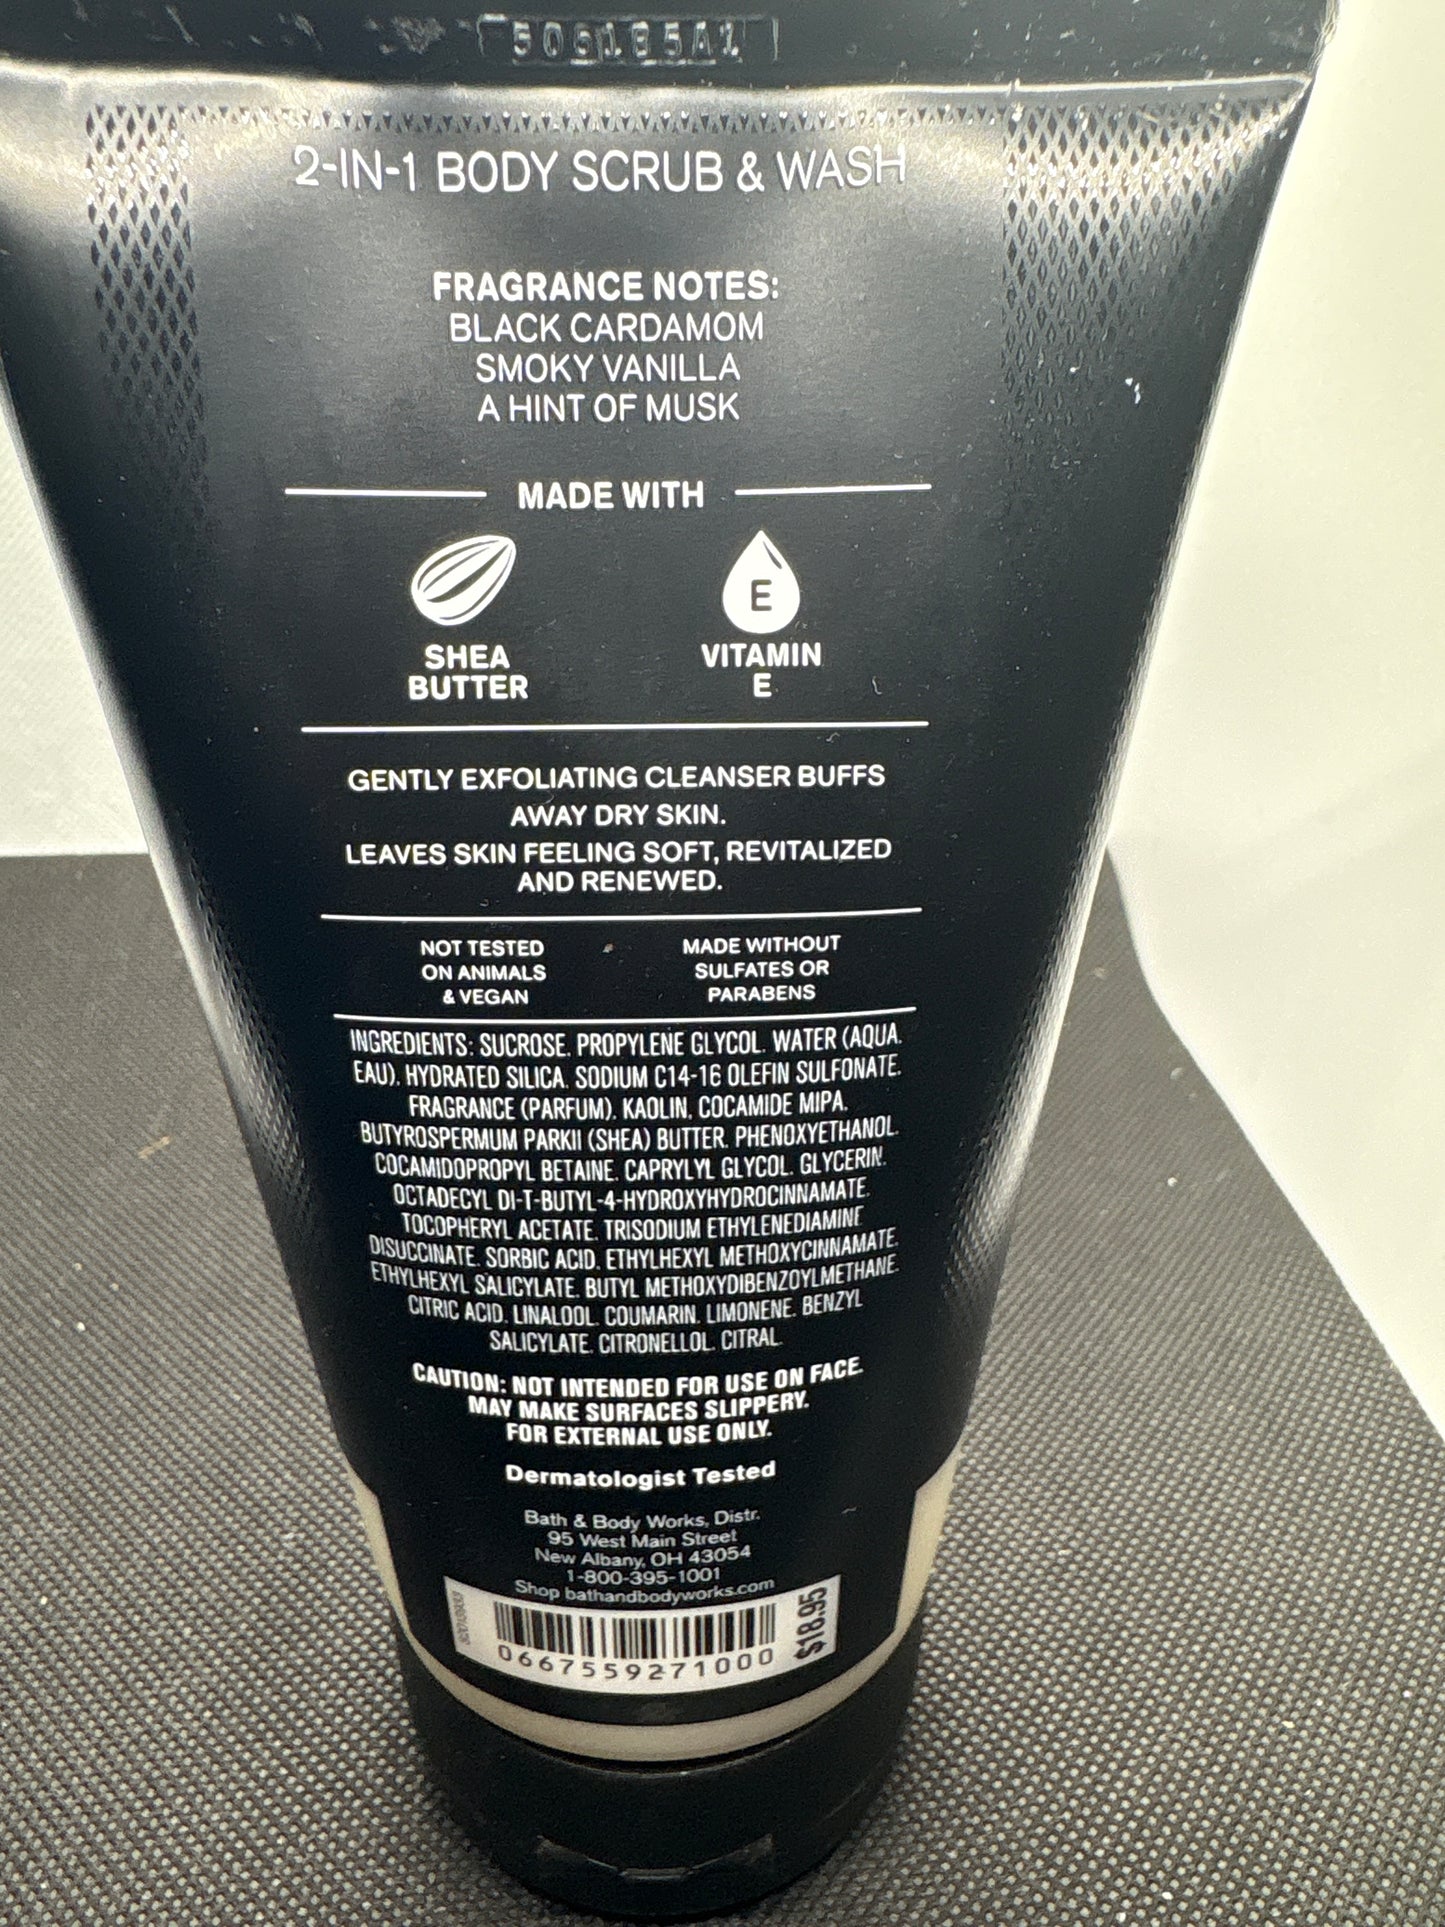 2-IN-1 BODY SCRUB & WASH
FRAGRANCE NOTES:
BLACK CARDAMOM
SMOKY VANILLA
A HINT OF MUSK
MADE WITH
E
SHEA
BUTTER
VITAMIN
E
GENTLY EXFOLIATING CLEANSER BUFFS
AWAY DRY SKIN.
LEAVES SKIN FEELING SOFT, REVITALIZED
AND RENEWED.
NOT TESTED
ON ANIMALS
& VEGAN
MADE WITHOUT
SULFATES OR
PARABENS
INGREDIENTS: SUCROSE, PROPYLENE GLYCOL, WATER (AQUA,
EAU), HYDRATED SILICA, SODIUM C14-16 OLEFIN SULFONATE,
FRAGRANCE (PARFUM), KAOLIN, COCAMIDE MIPA,
BUTYROSPERMUM PARKII (SHEA) BUTTER, PHENOXYETHANOL,
COCAMIDOPROPYL BETAINE, CAPRYLYL GLYCOL, GLYCERIN,
OCTADECYL DI-T-BUTYL-4-HYDROXYHYDROCINNAMATE,
TOCOPHERYL ACETATE, TRISODIUM ETHYLENEDIAMINE
DISUCCINATE, SORBIC ACID, ETHYLHEXYL METHOXYCINNAMATE,
ETHYLHEXYL SALICYLATE, BUTYL METHOXYDIBENZOYLMETHANE,
CITRIC ACID, LINALOOL, COUMARIN, LIMONENE, BENZYL
SALICYLATE, CITRONELLOL, CITRAL.
CAUTION: NOT INTENDED FOR USE ON FACE.
MAY MAKE SURFACES SLIPPERY.
FOR EXTERNAL USE ONLY.
Dermatologist Tested
Bath & Body Works, Distr.
95 West Main Street
New Albany, OH 43054
1-800-395-1001
Shop bathandbodyworks.com
0667559271000
$18.95